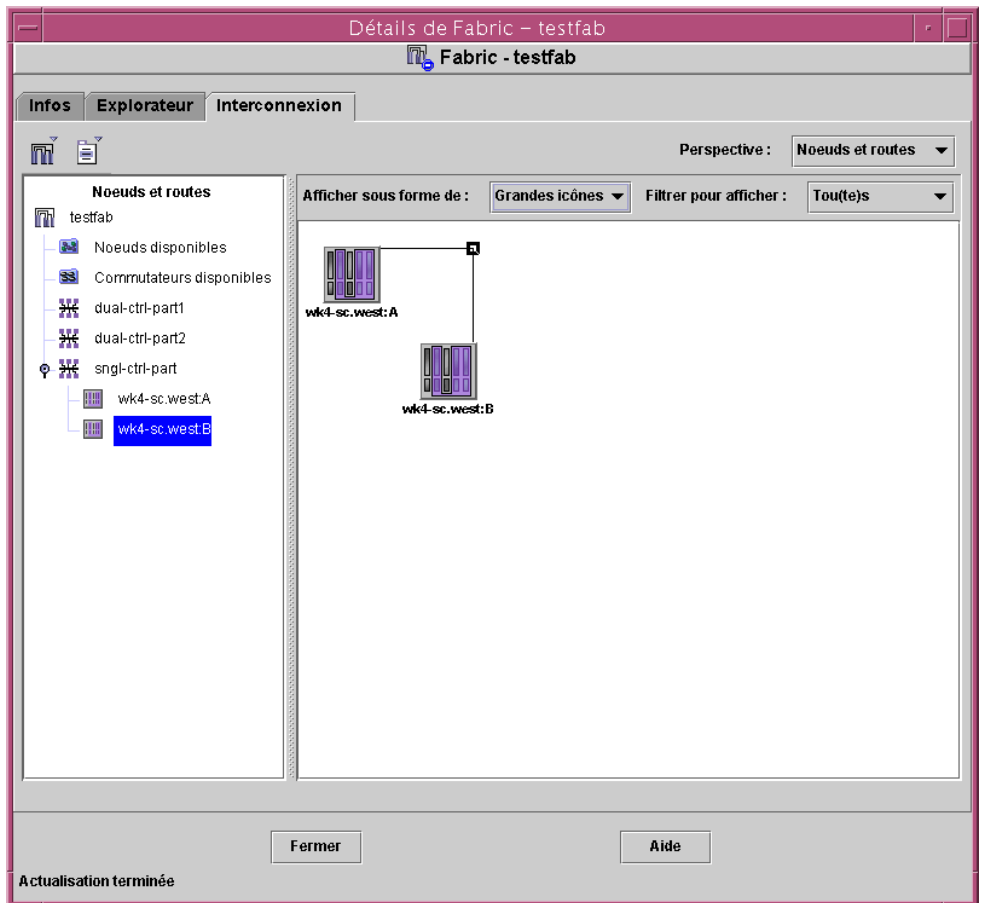 Détails de Fabric – testfab
Fabric - testfab
Infos Explorateur Interconnexion
Perspective : Noeuds et routes
Noeuds et routes
Afficher sous forme de : Grandes icônes Filtrer pour afficher : Tou(te)s
testfab
Noeuds disponibles
Commutateurs disponibles
dual-ctrl-part1
dual-ctrl-part2
sngl-ctrl-part
wk4-sc.west:A
wk4-sc.west:B
wk4-sc.west:A
wk4-sc.west:B
Fermer Aide
Actualisation terminée